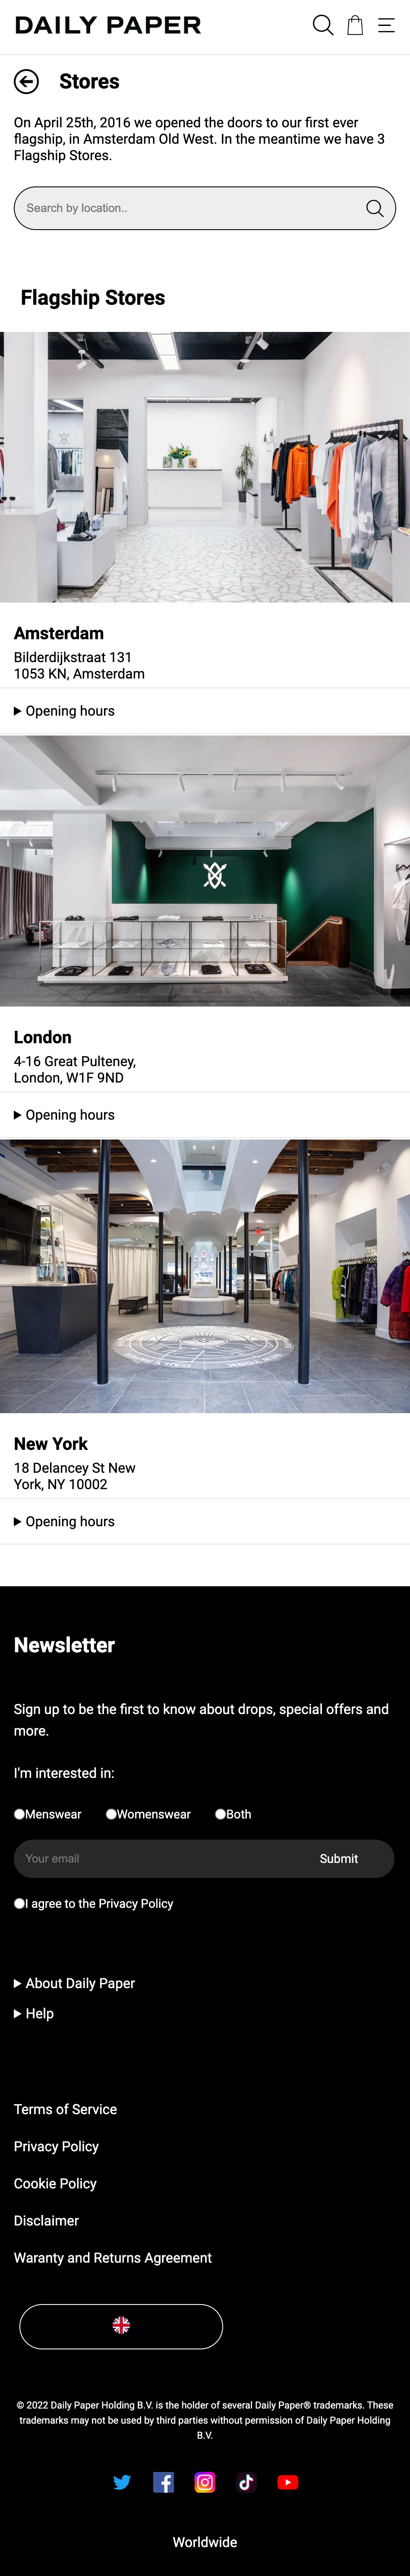 DAILY PAPER
Stores
On April 25th, 2016 we opened the doors to our first ever
flagship, in Amsterdam Old West. In the meantime we have 3
Flagship Stores.
Search by location..
Flagship Stores
Amsterdam
Bilderdijkstraat 131
1053 KN, Amsterdam
Opening hours
London
4-16 Great Pulteney,
London, W1F 9ND
Opening hours
New York
18 Delancey St New
York, NY 10002
Opening hours
Newsletter
Sign up to be the first to know about drops, special offers and
more.
I'm interested in:
Menswear Womenswear Both
Your email Submit
I agree to the Privacy Policy
About Daily Paper
Help
Terms of Service
Privacy Policy
Cookie Policy
Disclaimer
Waranty and Returns Agreement
© 2022 Daily Paper Holding B.V. is the holder of several Daily Paper® trademarks. These
trademarks may not be used by third parties without permission of Daily Paper Holding
B.V.
Worldwide